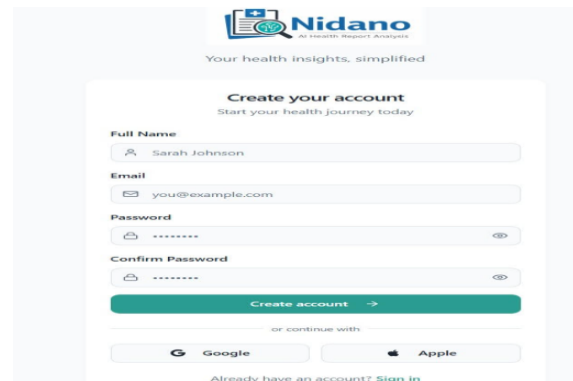 Nidano
AI Health Report Analysis
Your health insights, simplified
Create your account
Start your health journey today
Full Name
Sarah Johnson
Email
you@example.com
Password
••••••••
Confirm Password
••••••••
Create account →
or continue with
G Google
Apple
Already have an account? Sign in